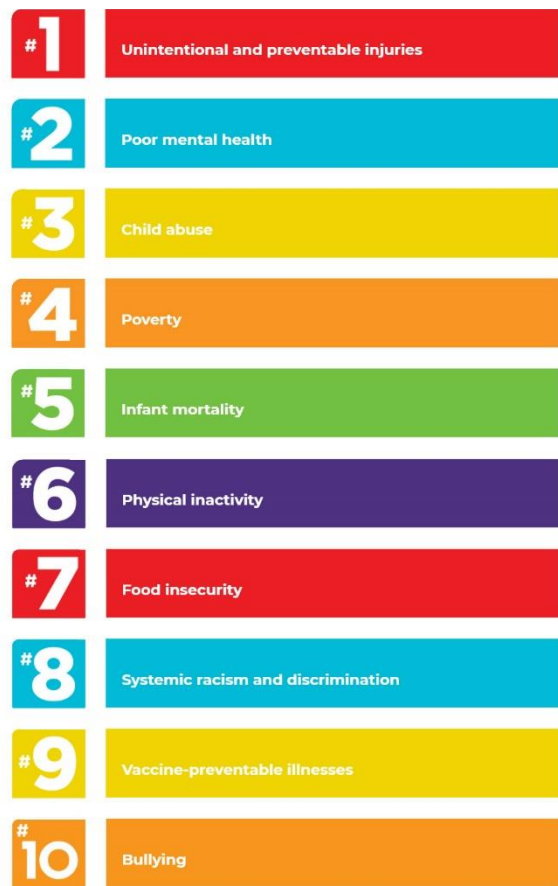 #1 Unintentional and preventable injuries
#2 Poor mental health
#3 Child abuse
#4 Poverty
#5 Infant mortality
#6 Physical inactivity
#7 Food insecurity
#8 Systemic racism and discrimination
#9 Vaccine-preventable illnesses
#10 Bullying